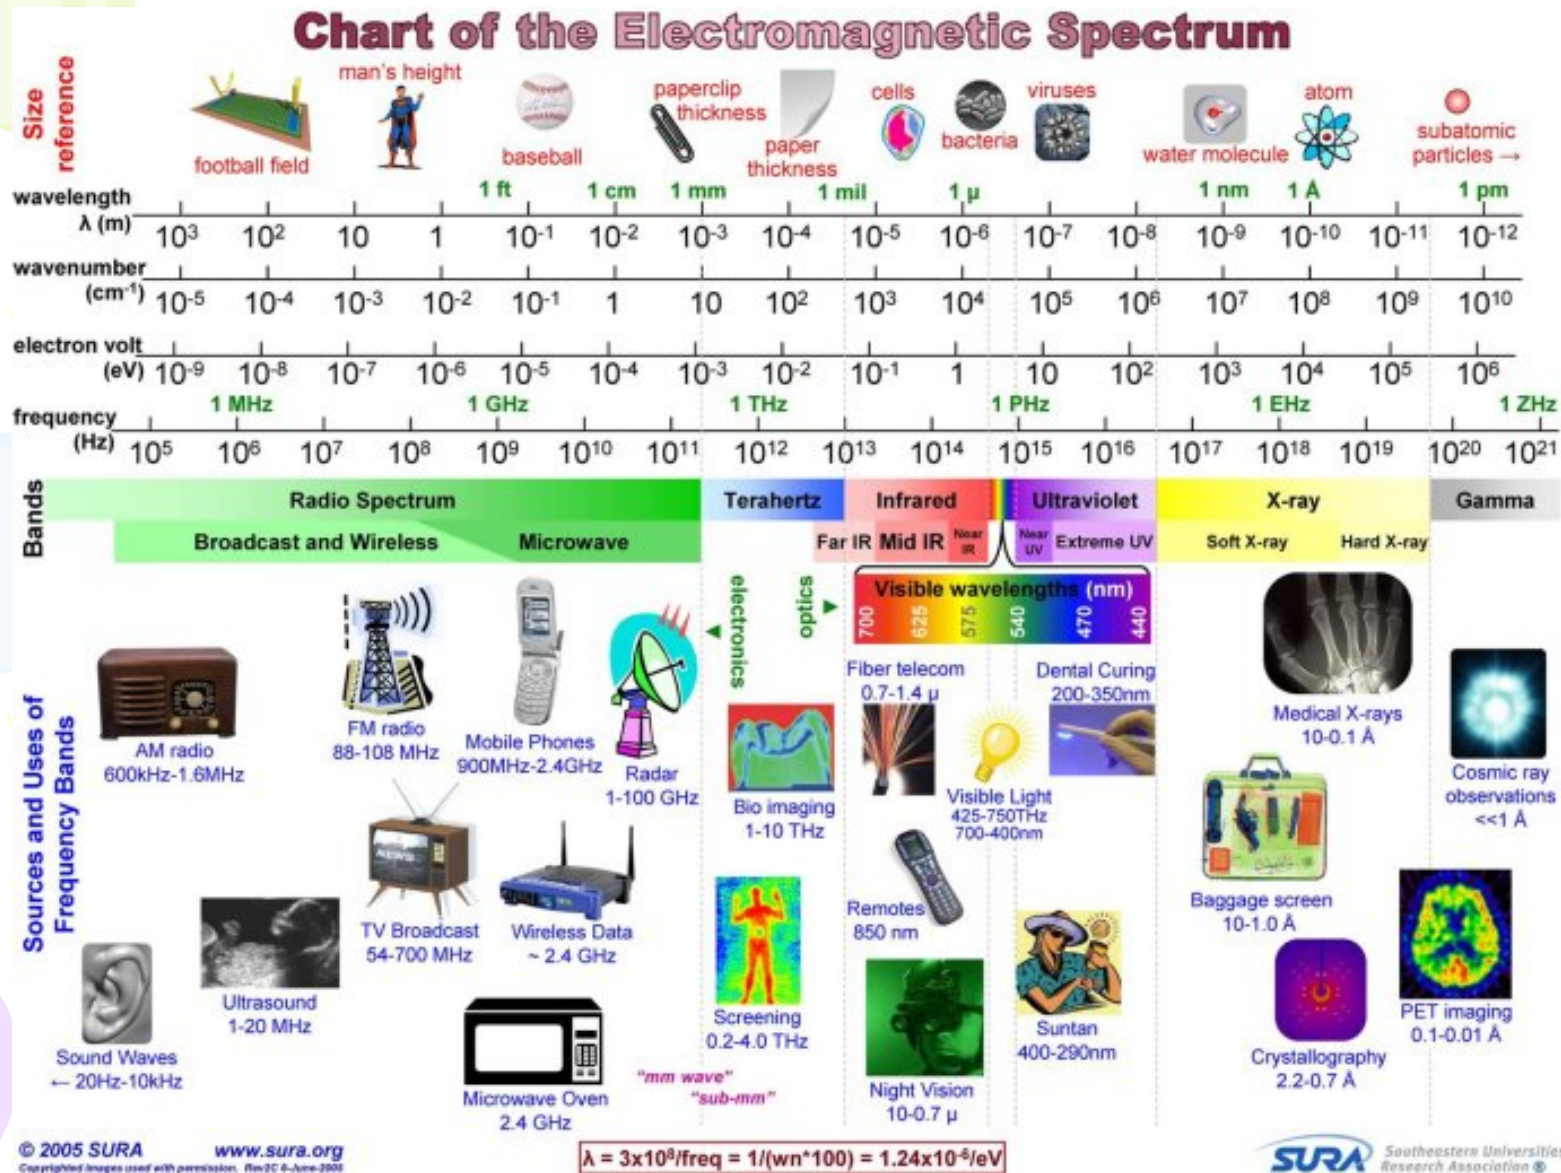 Chart of the Electromagnetic Spectrum
Size
reference
football field
man's height
baseball
paperclip
thickness
paper
thickness
cells
bacteria
viruses
water molecule
atom
subatomic
particles →
1 ft 1 cm 1 mm 1 mil 1 µ 1 nm 1 Å 1 pm
wavelength
λ (m)
10³ 10² 10 1 10⁻¹ 10⁻² 10⁻³ 10⁻⁴ 10⁻⁵ 10⁻⁶ 10⁻⁷ 10⁻⁸ 10⁻⁹ 10⁻¹⁰ 10⁻¹¹ 10⁻¹²
wavenumber
(cm⁻¹)
10⁻⁵ 10⁻⁴ 10⁻³ 10⁻² 10⁻¹ 1 10 10² 10³ 10⁴ 10⁵ 10⁶ 10⁷ 10⁸ 10⁹ 10¹⁰
electron volt
(eV)
10⁻⁹ 10⁻⁸ 10⁻⁷ 10⁻⁶ 10⁻⁵ 10⁻⁴ 10⁻³ 10⁻² 10⁻¹ 1 10 10² 10³ 10⁴ 10⁵ 10⁶
1 MHz 1 GHz 1 THz 1 PHz 1 EHz 1 ZHz
frequency
(Hz)
10⁵ 10⁶ 10⁷ 10⁸ 10⁹ 10¹⁰ 10¹¹ 10¹² 10¹³ 10¹⁴ 10¹⁵ 10¹⁶ 10¹⁷ 10¹⁸ 10¹⁹ 10²⁰ 10²¹
Bands
Radio Spectrum Terahertz Infrared Ultraviolet X-ray Gamma
Broadcast and Wireless Microwave Far IR Mid IR
Near
IR
Near
UV
Extreme UV Soft X-ray Hard X-ray
electronics
optics
Visible wavelengths (nm)
700 625 575 540 470 440
Sources and Uses of
Frequency Bands
AM radio
600kHz-1.6MHz
FM radio
88-108 MHz
Mobile Phones
900MHz-2.4GHz
Radar
1-100 GHz
Bio imaging
1-10 THz
Fiber telecom
0.7-1.4 µ
Visible Light
425-750THz
700-400nm
Dental Curing
200-350nm
Medical X-rays
10-0.1 Å
Cosmic ray
observations
<<1 Å
TV Broadcast
54-700 MHz
NEWS
Wireless Data
~ 2.4 GHz
Remotes
850 nm
Baggage screen
10-1.0 Å
Sound Waves
← 20Hz-10kHz
Ultrasound
1-20 MHz
Microwave Oven
2.4 GHz
Screening
0.2-4.0 THz
"mm wave"
"sub-mm"
Night Vision
10-0.7 µ
Suntan
400-290nm
Crystallography
2.2-0.7 Å
PET imaging
0.1-0.01 Å
© 2005 SURA www.sura.org
Copyrighted images used with permission. Rev2C 6-June-2005
λ = 3x10⁸/freq = 1/(wn*100) = 1.24x10⁻⁶/eV
SURA
Southeastern Universities
Research Association ®